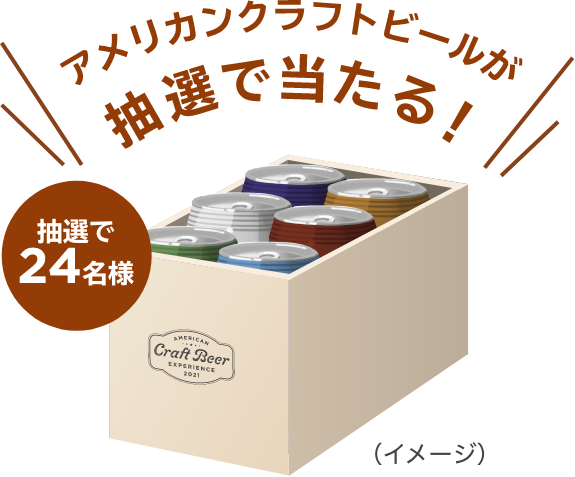 アメリカンクラフトビールが
抽選で当たる！
抽選で
24名様
AMERICAN
Craft Beer
EXPERIENCE
2021
（イメージ）